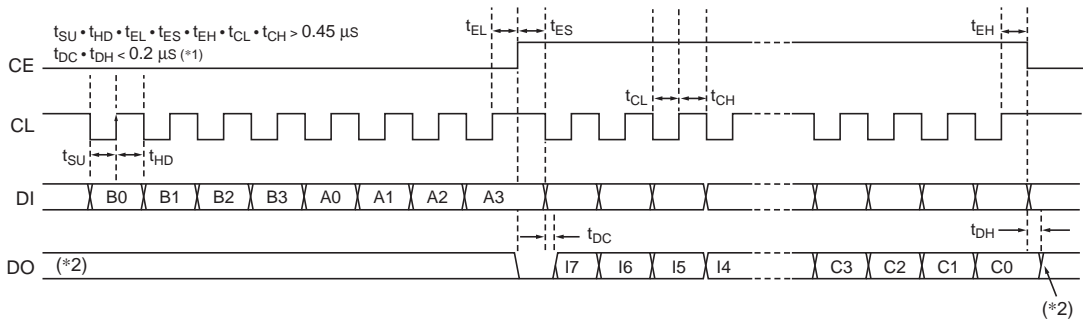 tSU • tHD • tEL • tES • tEH • tCL • tCH > 0.45 µs
tDC • tDH < 0.2 µs (*1)
tEL tES tEH
CE
tCL tCH
CL
tSU tHD
DI B0 B1 B2 B3 A0 A1 A2 A3
tDC tDH
DO (*2) I7 I6 I5 I4 C3 C2 C1 C0
(*2)